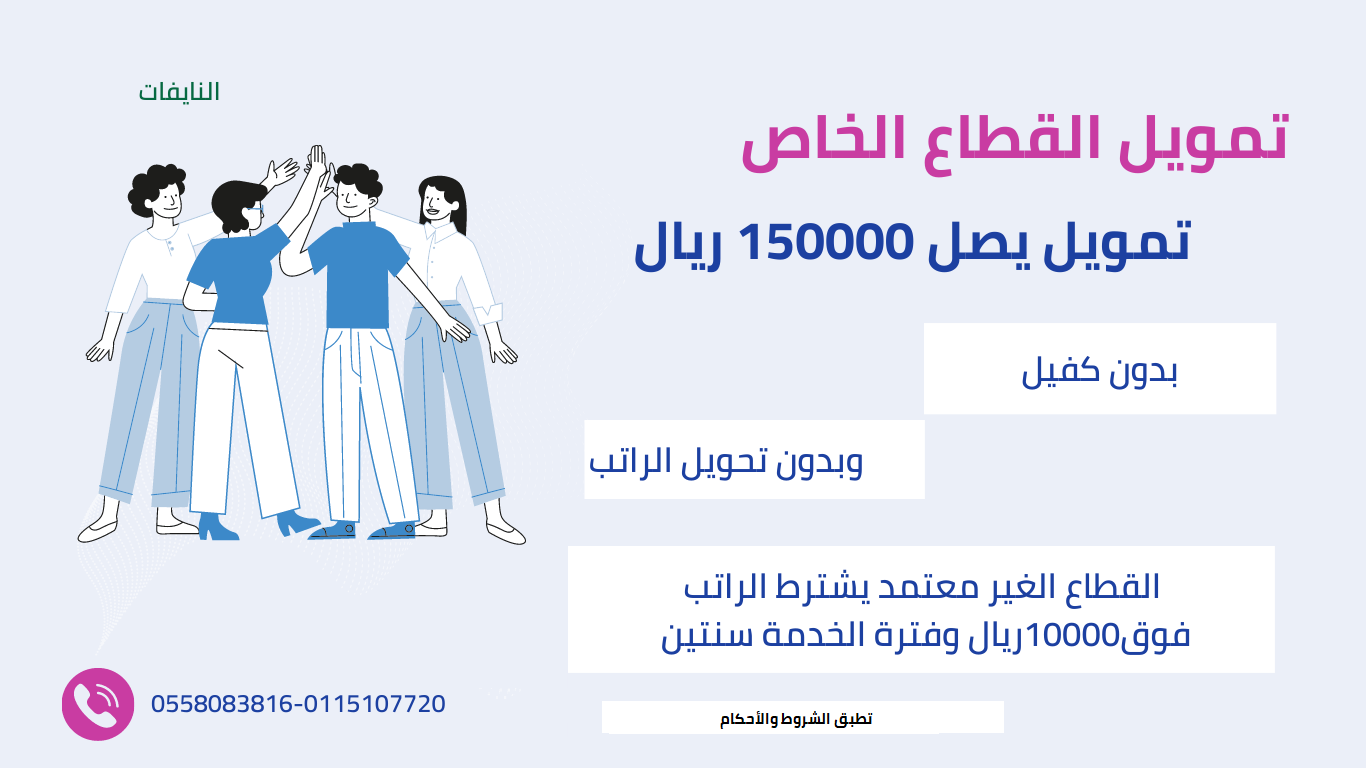 النايفات
تمويل القطاع الخاص
تمويل يصل 150000 ريال
بدون كفيل
وبدون تحويل الراتب
القطاع الغير معتمد يشترط الراتب
فوق10000ريال وفترة الخدمة سنتين
0558083816-0115107720
تطبق الشروط والأحكام